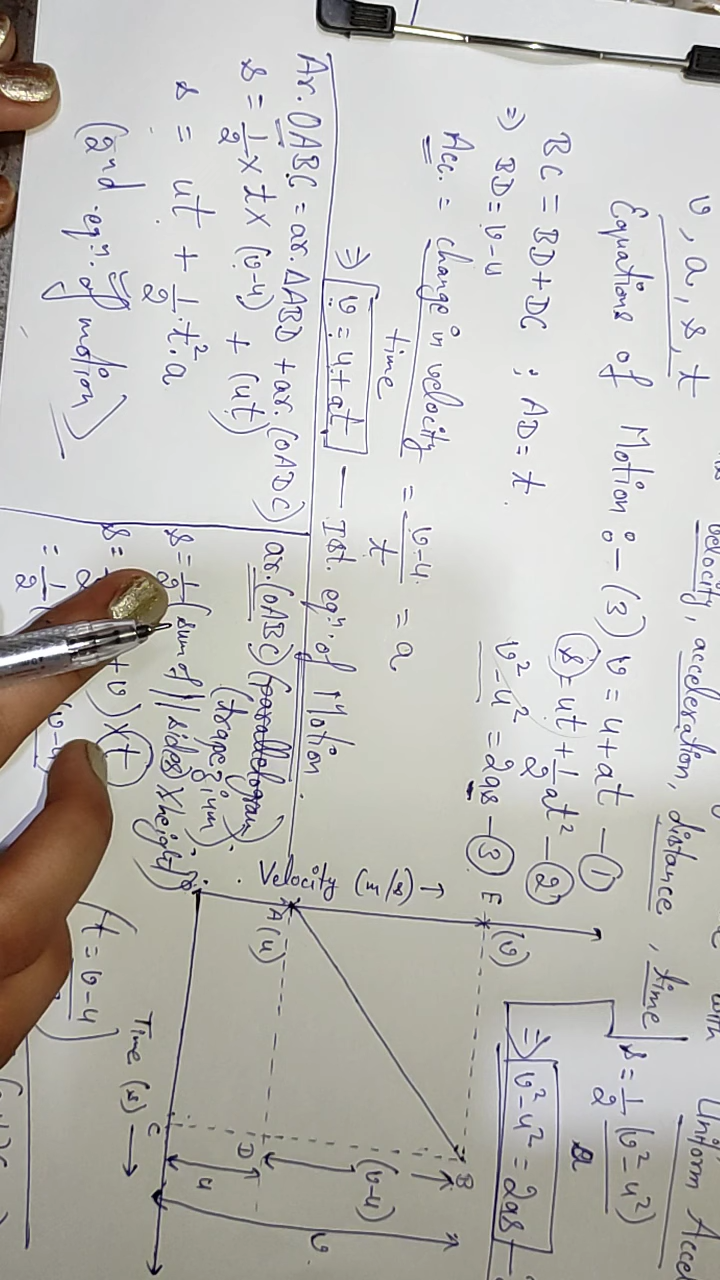 velocity, acceleration, distance, time
v, a, s, t
Equations of Motion :- (3) v = u + at - ①
s = ut + 1/2 at² - ②
v² - u² = 2as - ③
BC = BD + DC ; AD = t.
⇒ BD = v-u
Acc. = change in velocity / time = v-u / t = a
⇒ v = u + at — Ist. eqⁿ. of Motion.
Ar. OABC = ar. ΔABD + ar. (OADC)
s = 1/2 × t × (v-u) + (ut)
s = ut + 1/2 . t² . a
(2nd eqⁿ. of motion)
ar. (OABC) (parallelogram)
(trapezium)
s = 1/2 (sum of || sides × height)
+ v) × (t)
= 1/2
(v-u
t = v-u
Uniform Acce
s = 1/2 (v² - u²)
a
⇒ v² - u² = 2as
Velocity (m/s) →
E (v)
A (u)
B
D
C
(v-u)
u
v
Time (s) →